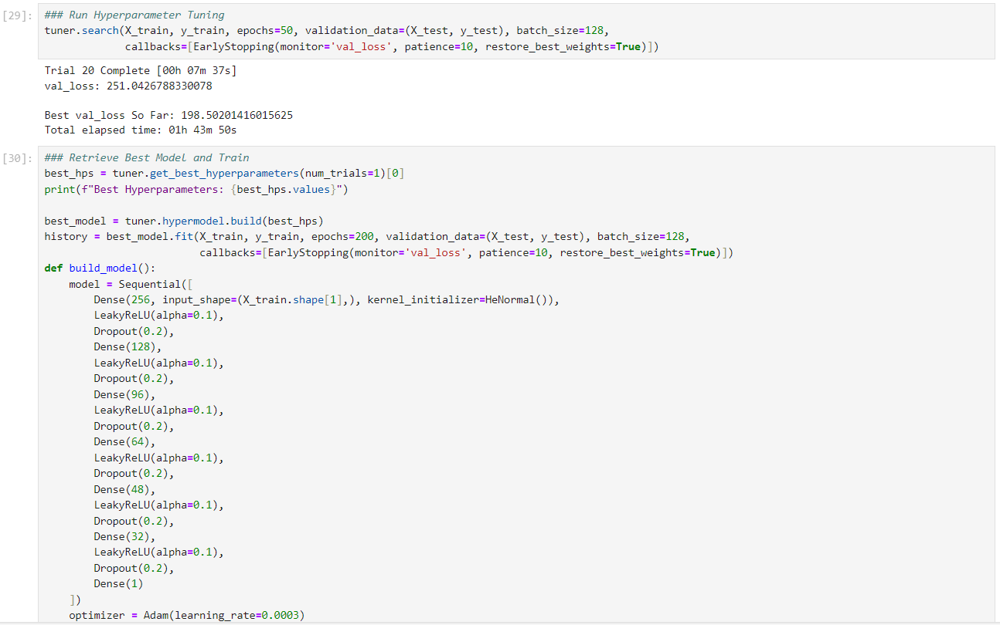 [29]: ### Run Hyperparameter Tuning
tuner.search(X_train, y_train, epochs=50, validation_data=(X_test, y_test), batch_size=128,
             callbacks=[EarlyStopping(monitor='val_loss', patience=10, restore_best_weights=True)])
Trial 20 Complete [00h 07m 37s]
val_loss: 251.0426788330078
Best val_loss So Far: 198.50201416015625
Total elapsed time: 01h 43m 50s
[30]: ### Retrieve Best Model and Train
best_hps = tuner.get_best_hyperparameters(num_trials=1)[0]
print(f"Best Hyperparameters: {best_hps.values}")
best_model = tuner.hypermodel.build(best_hps)
history = best_model.fit(X_train, y_train, epochs=200, validation_data=(X_test, y_test), batch_size=128,
                         callbacks=[EarlyStopping(monitor='val_loss', patience=10, restore_best_weights=True)])
def build_model():
    model = Sequential([
        Dense(256, input_shape=(X_train.shape[1],), kernel_initializer=HeNormal()),
        LeakyReLU(alpha=0.1),
        Dropout(0.2),
        Dense(128),
        LeakyReLU(alpha=0.1),
        Dropout(0.2),
        Dense(96),
        LeakyReLU(alpha=0.1),
        Dropout(0.2),
        Dense(64),
        LeakyReLU(alpha=0.1),
        Dropout(0.2),
        Dense(48),
        LeakyReLU(alpha=0.1),
        Dropout(0.2),
        Dense(32),
        LeakyReLU(alpha=0.1),
        Dropout(0.2),
        Dense(1)
    ])
    optimizer = Adam(learning_rate=0.0003)